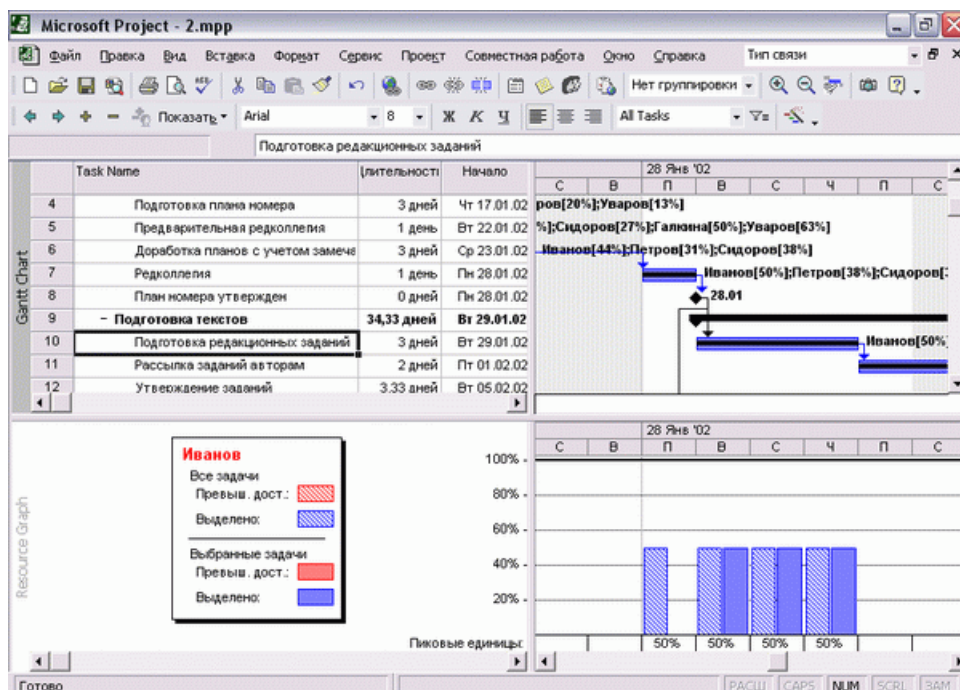 Microsoft Project - 2.mpp
Файл Правка Вид Вставка Формат Сервис Проект Совместная работа Окно Справка Тип связи
Нет группировки
Показать Arial 8 Ж К Ч All Tasks
Подготовка редакционных заданий
Gantt Chart
Task Name Длительность Начало 28 Янв '02
С В П В С Ч П С
4 Подготовка плана номера 3 дней Чт 17.01.02 ров[20%];Уваров[13%]
5 Предварительная редколлегия 1 день Вт 22.01.02 %];Сидоров[27%];Галкина[50%];Уваров[63%]
6 Доработка планов с учетом замеча 3 дней Ср 23.01.02 Иванов[44%];Петров[31%];Сидоров[38%]
7 Редколлегия 1 день Пн 28.01.02 Иванов[50%];Петров[38%];Сидоров[
8 План номера утвержден 0 дней Пн 28.01.02 28.01
9 − Подготовка текстов 34,33 дней Вт 29.01.02
10 Подготовка редакционных заданий 3 дней Вт 29.01.02 Иванов[50%]
11 Рассылка заданий авторам 2 дней Пт 01.02.02
12 Утверждение заданий 3.33 дней Вт 05.02.02
Resource Graph
28 Янв '02
С В П В С Ч П С
Иванов
Все задачи
Превыш. дост.:
Выделено:
Выбранные задачи
Превыш. дост.:
Выделено:
100%
80%
60%
40%
20%
Пиковые единицы: 50% 50% 50% 50%
Готово РАСШ CAPS NUM SCRL ЗАМ